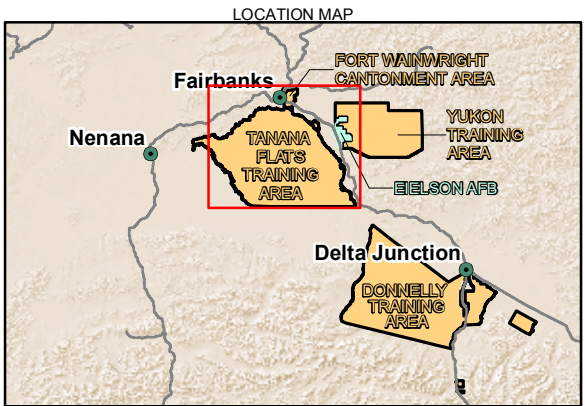 LOCATION MAP
FORT WAINWRIGHT
CANTONMENT AREA
Fairbanks
YUKON
TRAINING
AREA
Nenana
TANANA
FLATS
TRAINING
AREA
EIELSON AFB
Delta Junction
DONNELLY
TRAINING
AREA